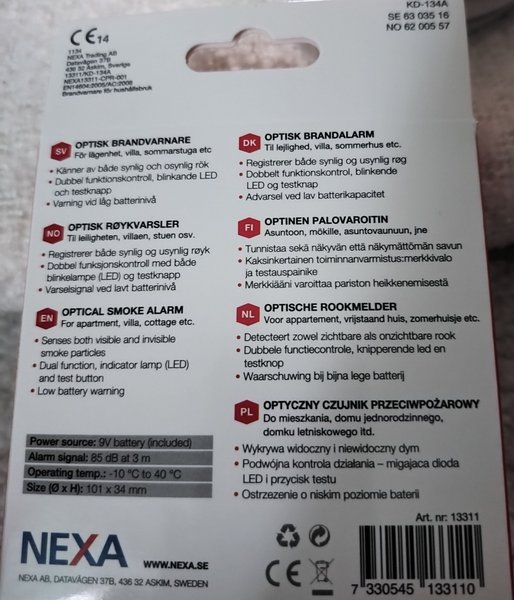 KD-134A
SE 63 035 16
NO 62 005 57
CE 14
1134
NEXA Trading AB
Datavägen 37B
436 32 Askim, Sverige
13311/KD-134A
NEXA13311-CPR-001
EN14604:2005/AC:2008
Brandvarnare för hushållsbruk
SV OPTISK BRANDVARNARE
För lägenhet, villa, sommarstuga etc
• Känner av både synlig och osynlig rök
• Dubbel funktionskontroll, blinkande LED
och testknapp
• Varning vid låg batterinivå
NO OPTISK RØYKVARSLER
Til leiligheten, villaen, stuen osv.
• Registrerer både synlig og usynlig røyk
• Dobbel funksjonskontroll med både
blinkelampe (LED) og testknapp
• Varselsignal ved lavt batterinivå
EN OPTICAL SMOKE ALARM
For apartment, villa, cottage etc.
• Senses both visible and invisible
smoke particles
• Dual function, indicator lamp (LED)
and test button
• Low battery warning
DK OPTISK BRANDALARM
Til lejlighed, villa, sommerhus etc.
• Registrerer både synlig og usynlig røg
• Dobbelt funktionskontrol, blinkende
LED og testknap
• Advarsel ved lav batterikapacitet
FI OPTINEN PALOVAROITIN
Asuntoon, mökille, asuntovaunuun, jne
• Tunnistaa sekä näkyvän että näkymättömän savun
• Kaksinkertainen toiminnanvarmistus:merkkivalo
ja testauspainike
• Merkkiääni varoittaa pariston heikkenemisestä
NL OPTISCHE ROOKMELDER
Voor appartement, vrijstaand huis, zomerhuisje etc.
• Detecteert zowel zichtbare als onzichtbare rook
• Dubbele functiecontrole, knipperende led en
testknop
• Waarschuwing bij bijna lege batterij
PL OPTYCZNY CZUJNIK PRZECIWPOŻAROWY
Do mieszkania, domu jednorodzinnego,
domku letniskowego itd.
• Wykrywa widoczny i niewidoczny dym
• Podwójna kontrola działania – migajaca dioda
LED i przycisk testu
• Ostrzezenie o niskim poziomie baterii
Power source: 9V battery (included)
Alarm signal: 85 dB at 3 m
Operating temp.: -10 °C to 40 °C
Size (Ø x H): 101 x 34 mm
NEXA WWW.NEXA.SE
NEXA AB, DATAVÄGEN 37B, 436 32 ASKIM, SWEDEN
CE
Art. nr: 13311
7 330545 133110